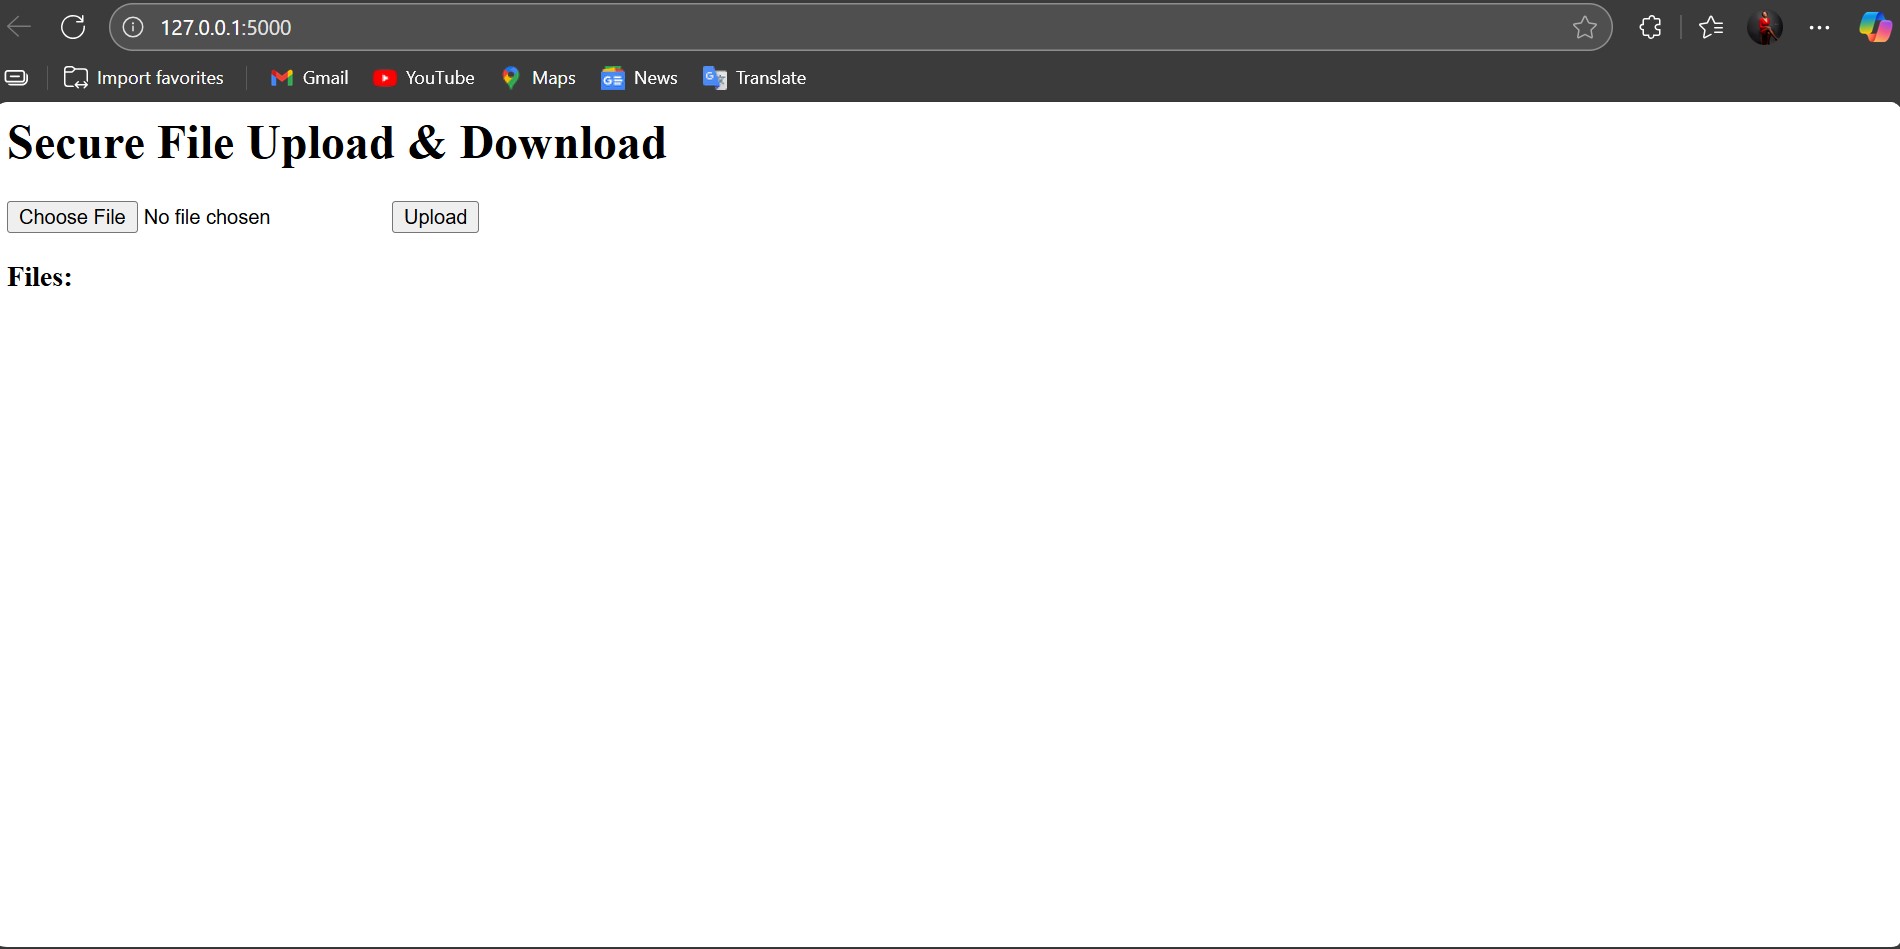 127.0.0.1:5000
Import favorites Gmail YouTube Maps News Translate
Secure File Upload & Download
Choose File No file chosen Upload
Files: